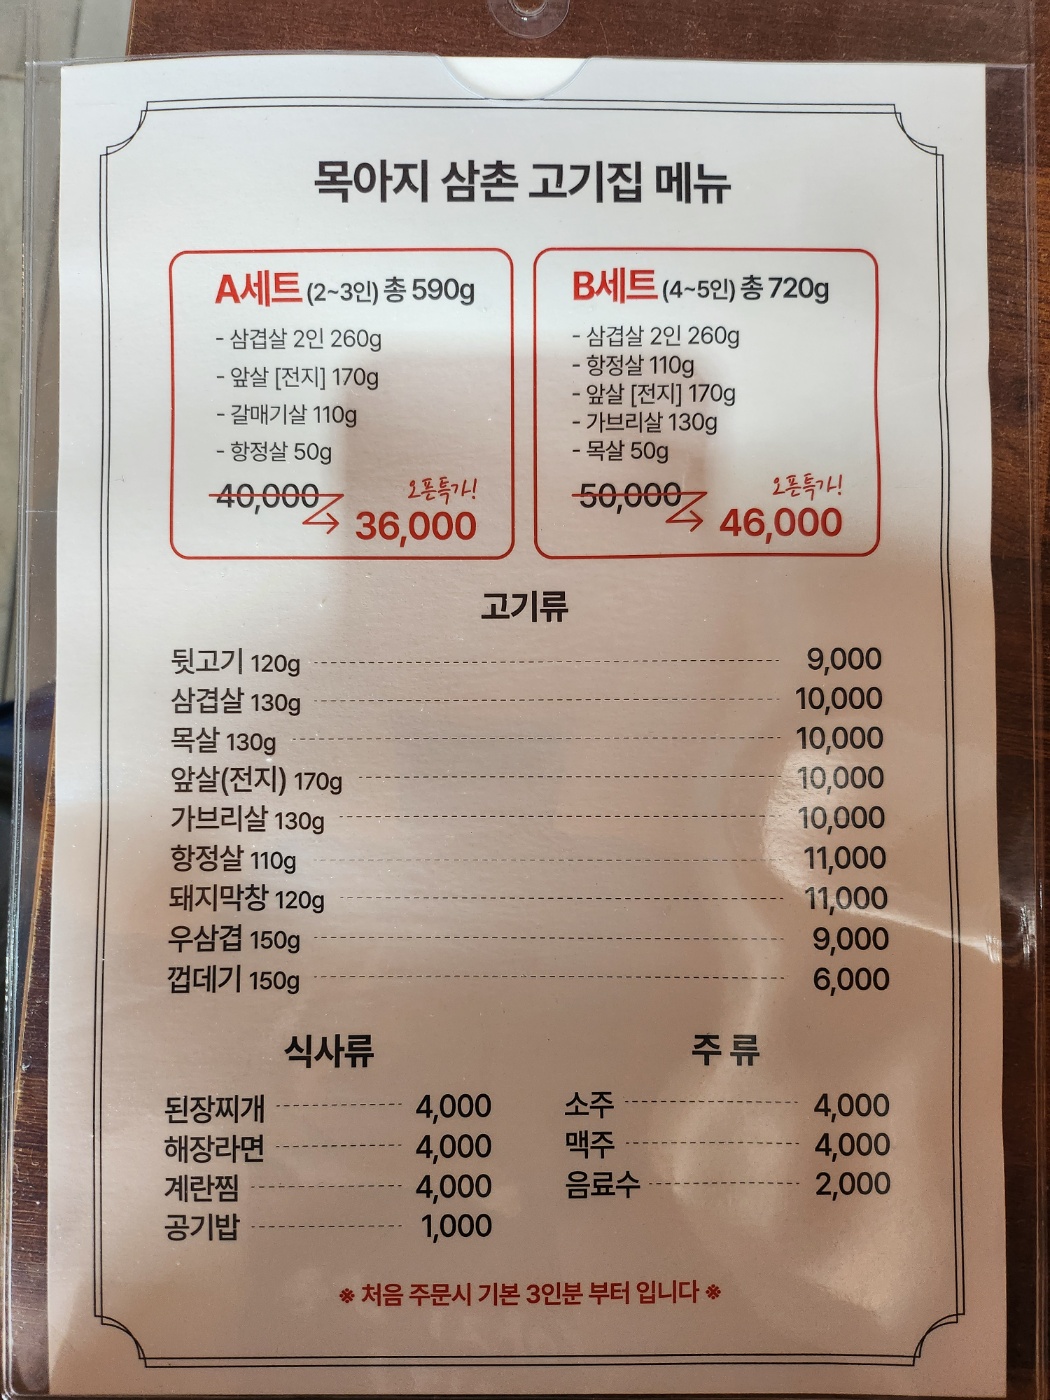 목아지 삼촌 고기집 메뉴
A세트 (2~3인) 총 590g
- 삼겹살 2인 260g
- 앞살 [전지] 170g
- 갈매기살 110g
- 항정살 50g
40,000
오픈특가!
36,000
B세트 (4~5인) 총 720g
- 삼겹살 2인 260g
- 항정살 110g
- 앞살 [전지] 170g
- 가브리살 130g
- 목살 50g
50,000
오픈특가!
46,000
고기류
뒷고기 120g 9,000
삼겹살 130g 10,000
목살 130g 10,000
앞살(전지) 170g 10,000
가브리살 130g 10,000
항정살 110g 11,000
돼지막창 120g 11,000
우삼겹 150g 9,000
껍데기 150g 6,000
식사류
된장찌개 4,000
해장라면 4,000
계란찜 4,000
공기밥 1,000
주 류
소주 4,000
맥주 4,000
음료수 2,000
※ 처음 주문시 기본 3인분 부터 입니다 ※